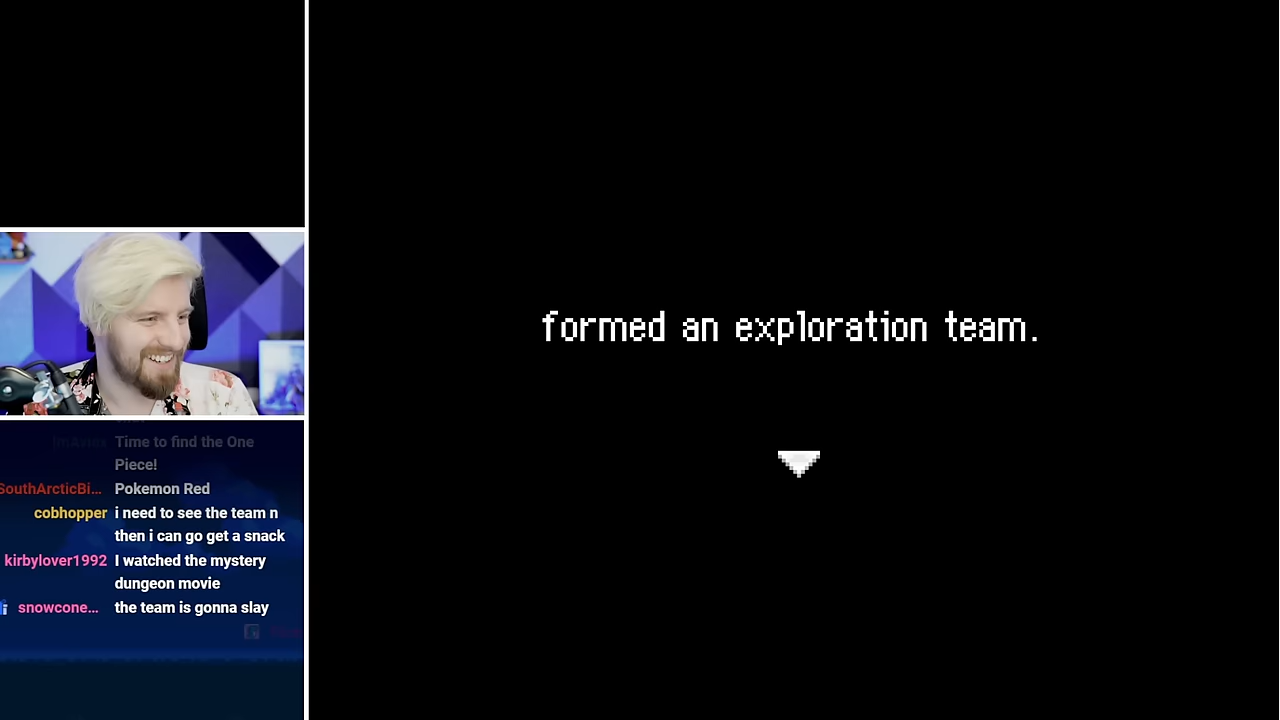 formed an exploration team.
Time to find the One
Piece!
SouthArcticBi... Pokemon Red
cobhopper i need to see the team n
then i can go get a snack
kirbylover1992 I watched the mystery
dungeon movie
snowcone... the team is gonna slay